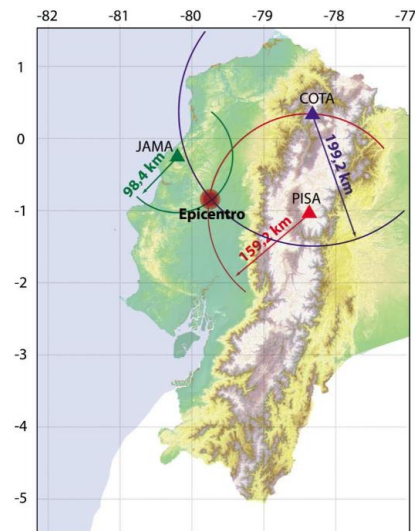 -82 -81 -80 -79 -78 -77
1
0
-1
-2
-3
-4
-5
COTA
JAMA
98.4 km
199,2 km
PISA
Epicentro
159,2 km